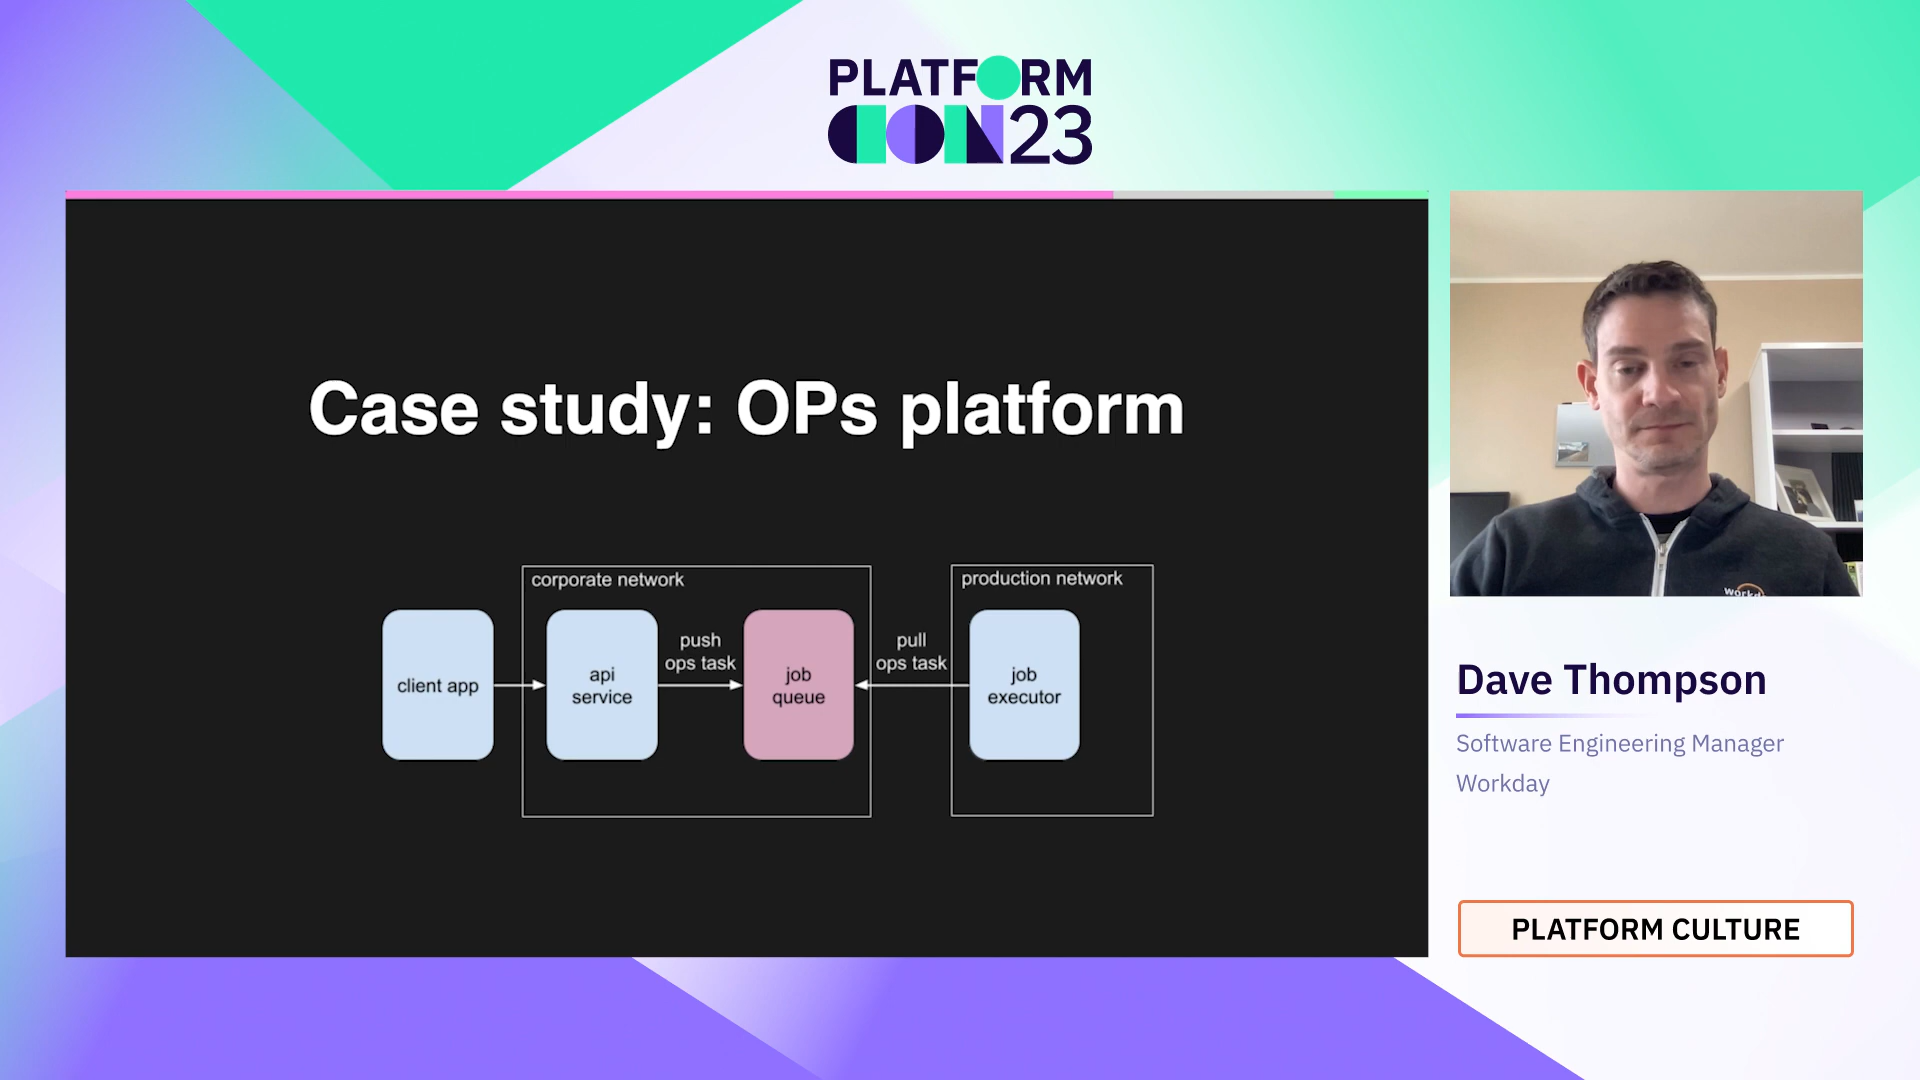 PLATFORM
CON23
Case study: OPs platform
corporate network
production network
client app
api
service
push
ops task
job
queue
pull
ops task
job
executor
Dave Thompson
Software Engineering Manager
Workday
PLATFORM CULTURE